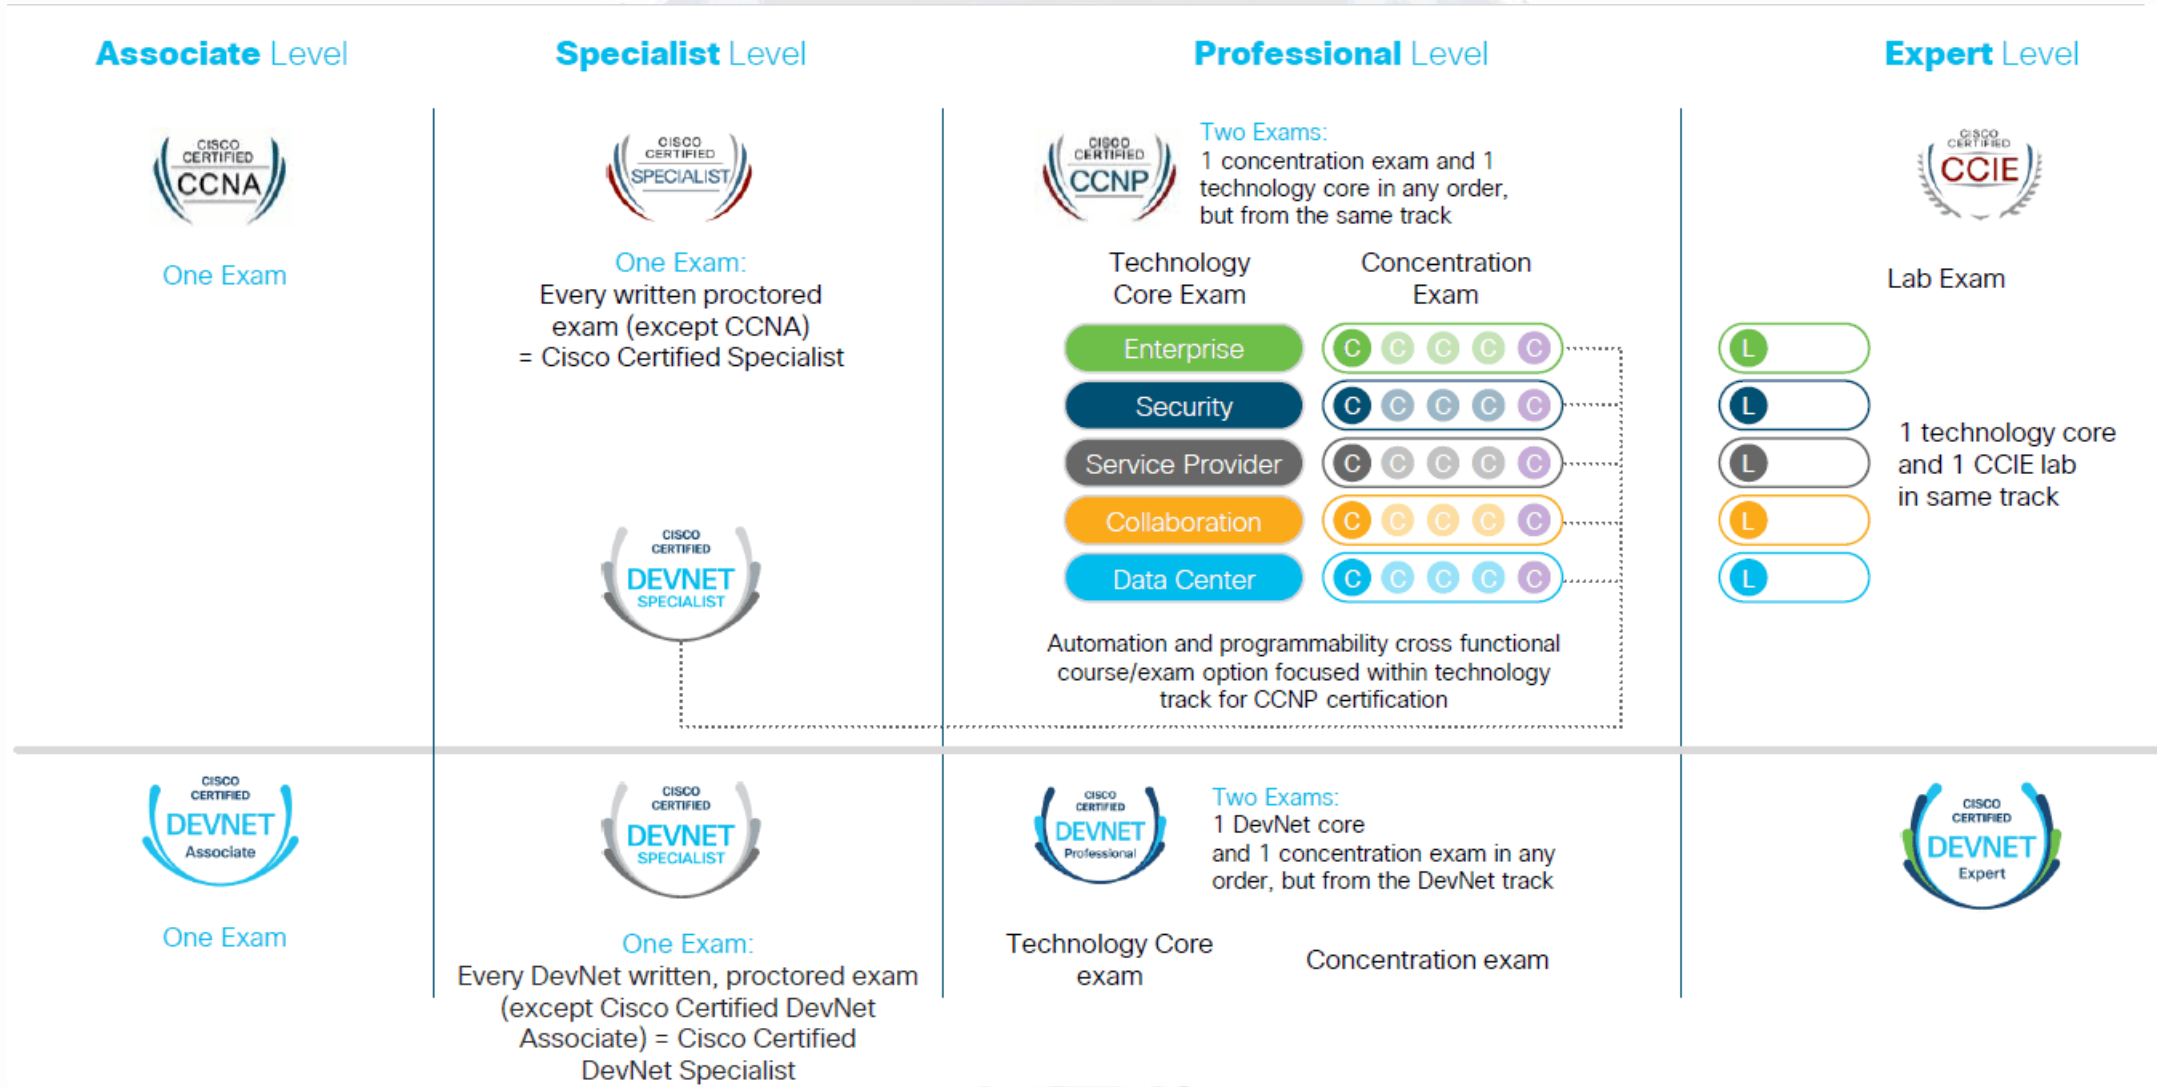 Associate Level
Specialist Level
Professional Level
Expert Level
CISCO
CERTIFIED
CCNA
One Exam
CISCO
CERTIFIED
SPECIALIST
One Exam:
Every written proctored
exam (except CCNA)
= Cisco Certified Specialist
CISCO
CERTIFIED
DEVNET
SPECIALIST
CISCO
CERTIFIED
CCNP
Two Exams:
1 concentration exam and 1
technology core in any order,
but from the same track
Technology
Core Exam
Concentration
Exam
Enterprise
C C C C C
Security
C C C C C
Service Provider
C C C C C
Collaboration
C C C C C
Data Center
C C C C C
Automation and programmability cross functional
course/exam option focused within technology
track for CCNP certification
CISCO
CERTIFIED
CCIE
Lab Exam
L
L
L
L
L
1 technology core
and 1 CCIE lab
in same track
CISCO
CERTIFIED
DEVNET
Associate
One Exam
CISCO
CERTIFIED
DEVNET
SPECIALIST
One Exam:
Every DevNet written, proctored exam
(except Cisco Certified DevNet
Associate) = Cisco Certified
DevNet Specialist
CISCO
CERTIFIED
DEVNET
Professional
Two Exams:
1 DevNet core
and 1 concentration exam in any
order, but from the DevNet track
Technology Core
exam
Concentration exam
CISCO
CERTIFIED
DEVNET
Expert